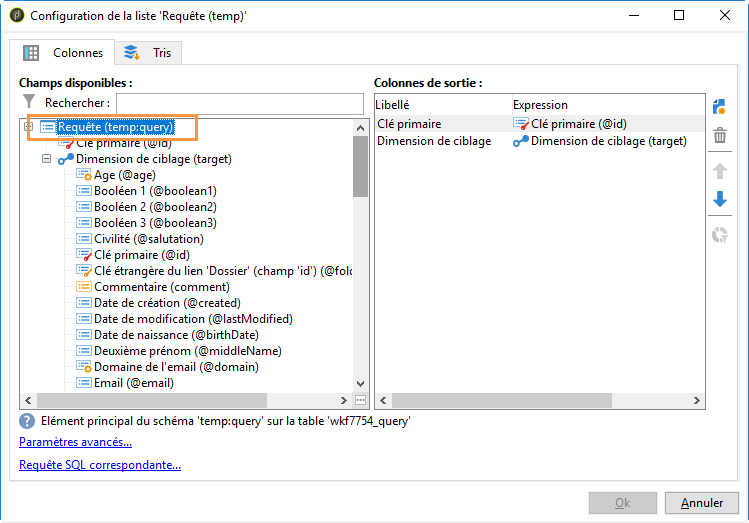 Configuration de la liste 'Requête (temp)'
Colonnes
Tris
Champs disponibles :
Rechercher :
Requête (temp:query)
Clé primaire (@id)
Dimension de ciblage (target)
Age (@age)
Booléen 1 (@boolean1)
Booléen 2 (@boolean2)
Booléen 3 (@boolean3)
Civilité (@salutation)
Clé primaire (@id)
Clé étrangère du lien 'Dossier' (champ 'id') (@fold
Commentaire (comment)
Date de création (@created)
Date de modification (@lastModified)
Date de naissance (@birthDate)
Deuxième prénom (@middleName)
Domaine de l'email (@domain)
Email (@email)
Colonnes de sortie :
Libellé Expression
Clé primaire Clé primaire (@id)
Dimension de ciblage Dimension de ciblage (target)
Elément principal du schéma 'temp:query' sur la table 'wkf7754_query'
Paramètres avancés...
Requête SQL correspondante...
Ok
Annuler